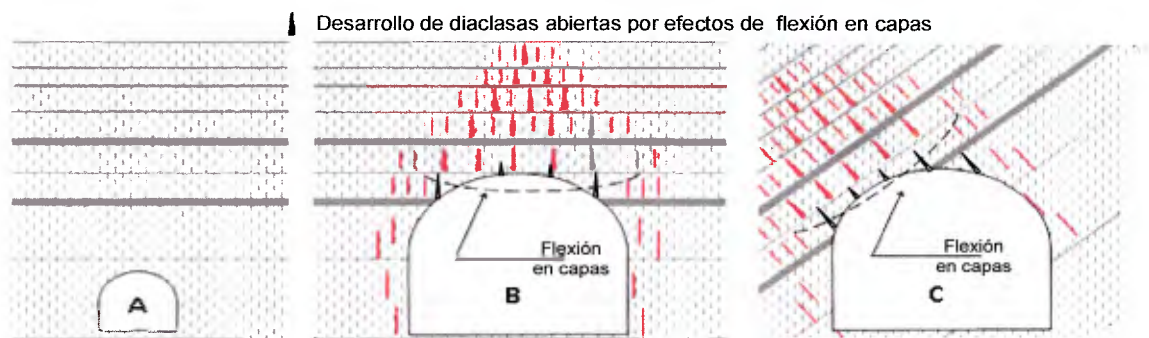 Desarrollo de diaclasas abiertas por efectos de flexión en capas
A
Flexión
en capas
B
Flexión
en capas
C